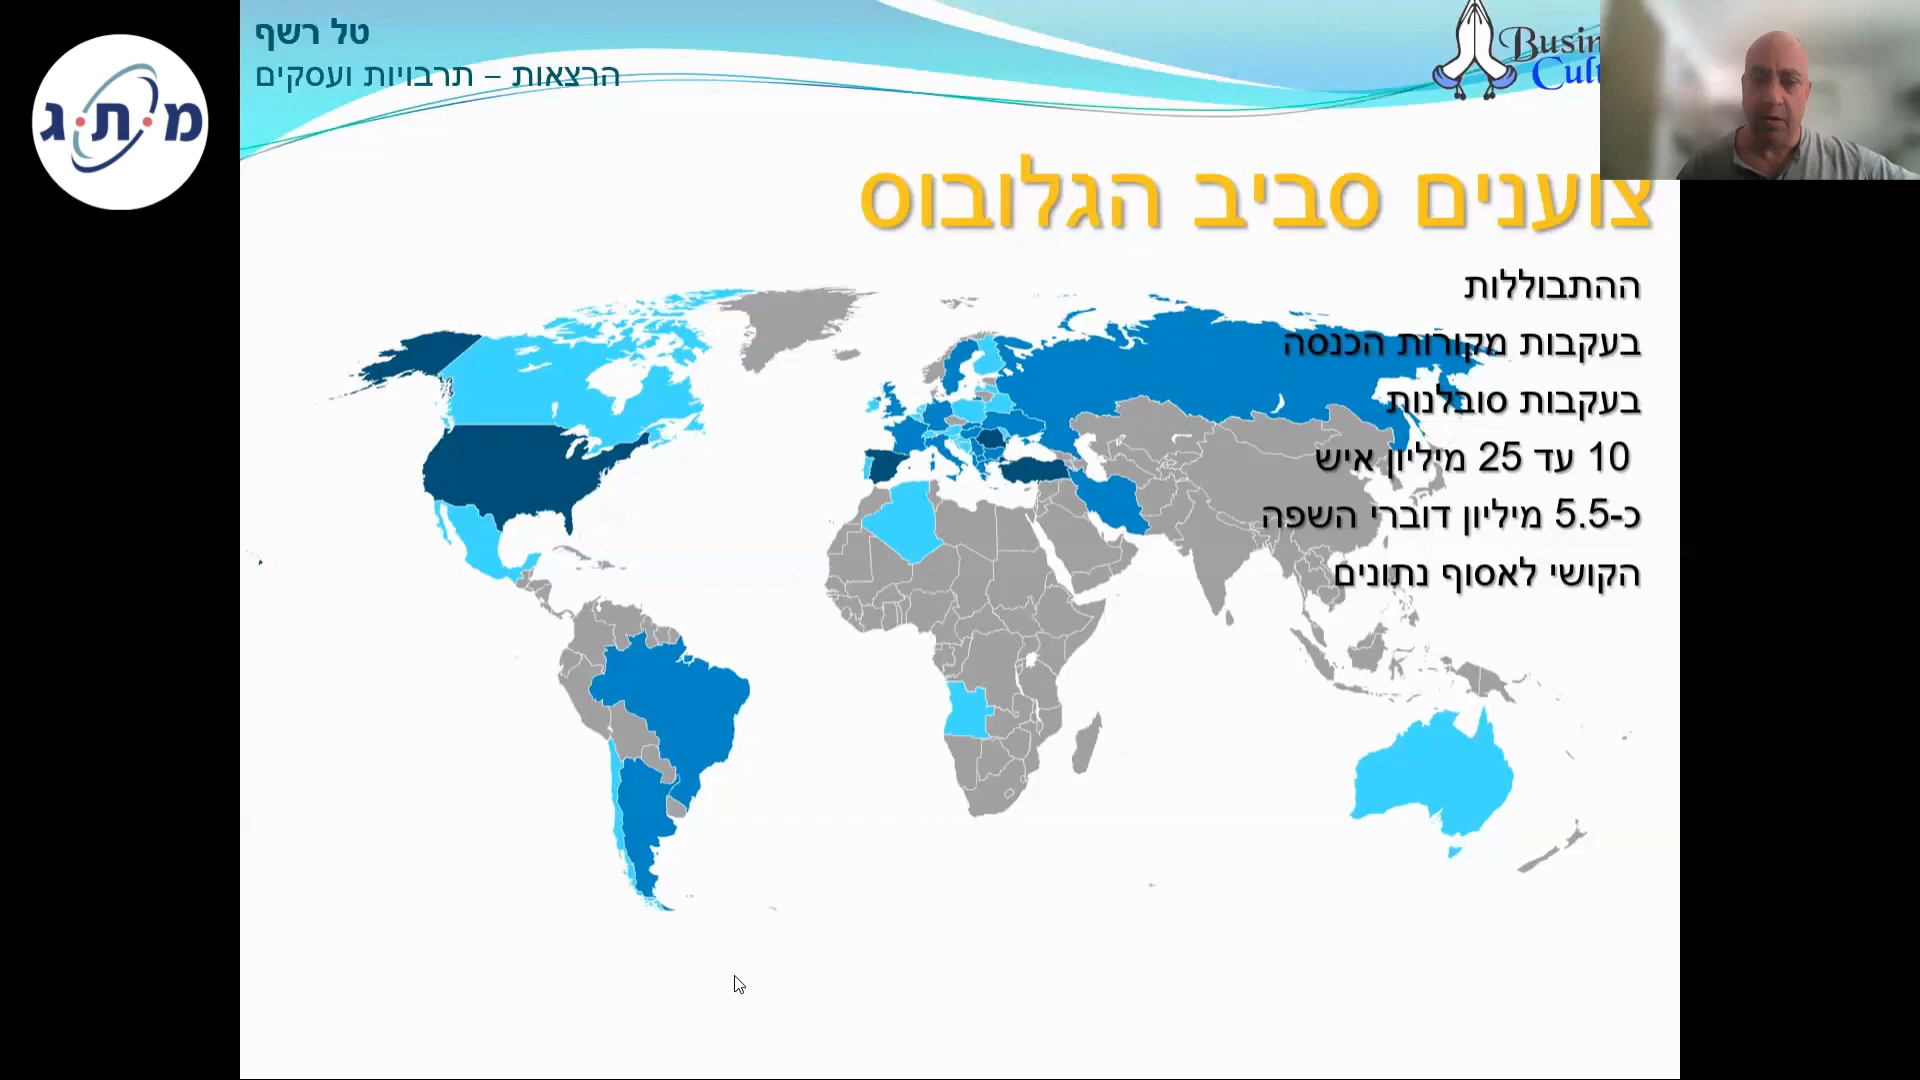 טל רשף
הרצאות – תרבויות ועסקים
מ.ת.ג
צוענים סביב הגלובוס
ההתבוללות
בעקבות מקורות הכנסה
בעקבות סובלנות
10 עד 25 מיליון איש
כ-5.5 מיליון דוברי השפה
הקושי לאסוף נתונים